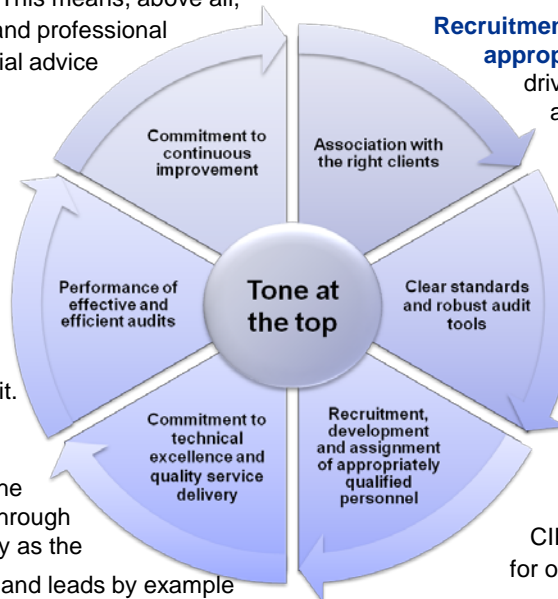 This means, above all,
and professional
ial advice
Recruitment
approp
driv
a
Commitment to
continuous
improvement
Association with
the right clients
Performance of
effective and
efficient audits
Tone at
the top
Clear standards
and robust audit
tools
it.
Commitment to
technical
excellence and
quality service
delivery
Recruitment,
development
and assignment
of appropriately
qualified
personnel
ne
hrough
y as the
and leads by example
for o